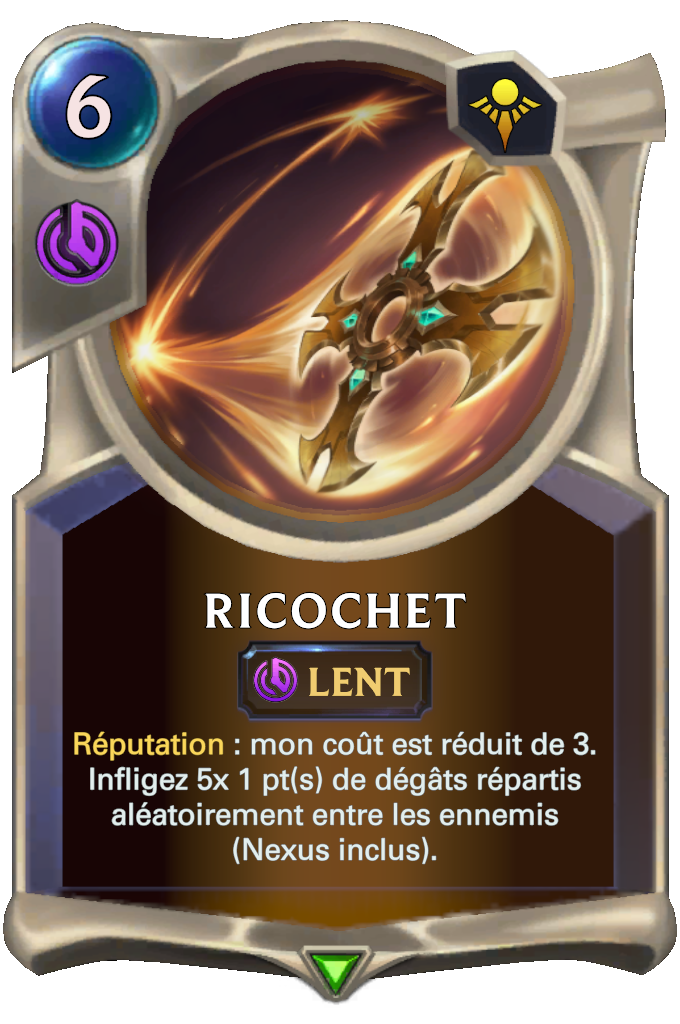 6
RICOCHET
LENT
Réputation : mon coût est réduit de 3.
Infligez 5x 1 pt(s) de dégâts répartis
aléatoirement entre les ennemis
(Nexus inclus).